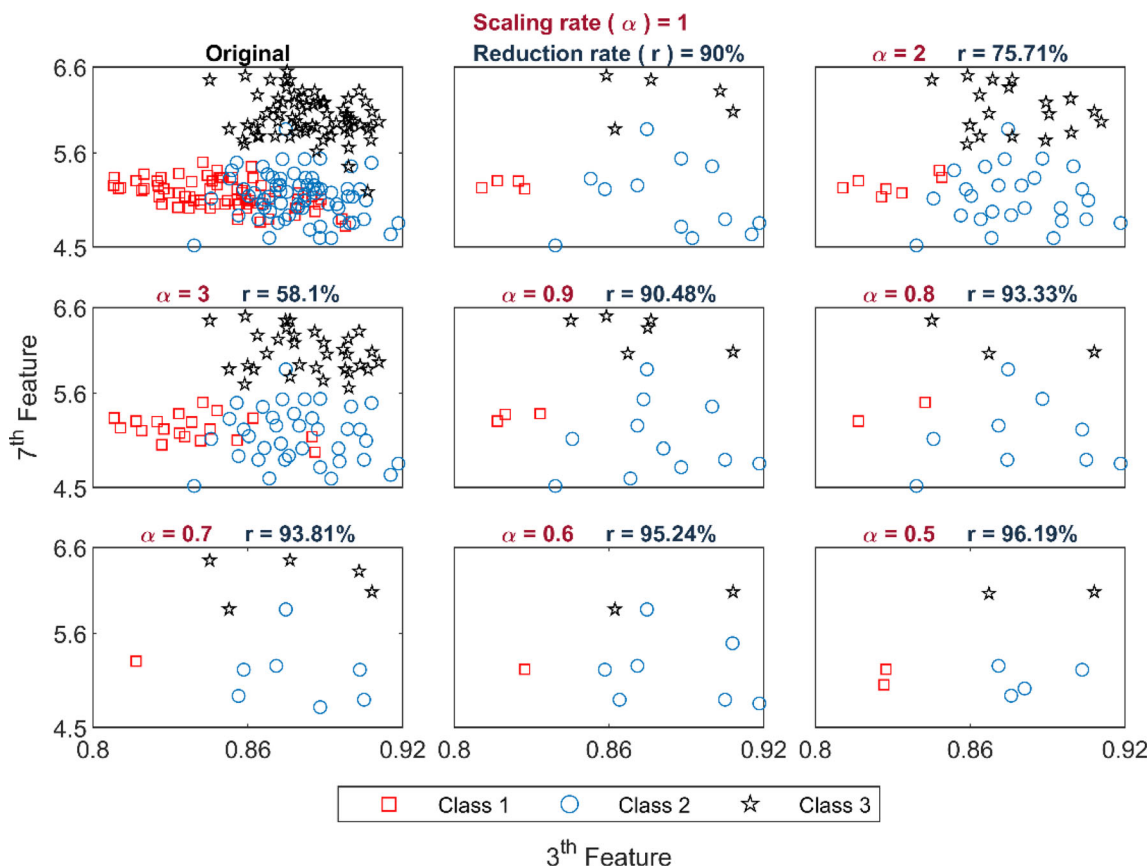 Scaling rate ( α ) = 1
Original
Reduction rate ( r ) = 90%
α = 2 r = 75.71%
6.6
5.6
4.5
α = 3 r = 58.1%
α = 0.9 r = 90.48%
α = 0.8 r = 93.33%
6.6
5.6
4.5
7th Feature
α = 0.7 r = 93.81%
α = 0.6 r = 95.24%
α = 0.5 r = 96.19%
6.6
5.6
4.5
0.8 0.86 0.92
0.8 0.86 0.92
0.8 0.86 0.92
Class 1 Class 2 Class 3
3th Feature